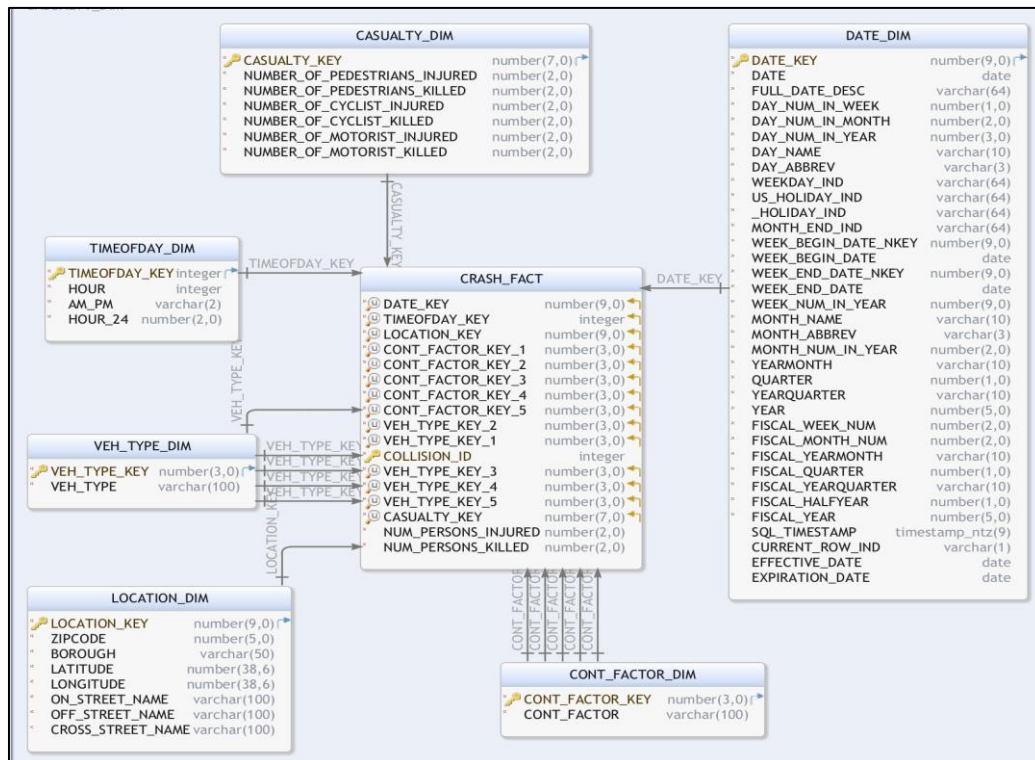 CASUALTY_DIM
CASUALTY_KEY number(7,0)
NUMBER_OF_PEDESTRIANS_INJURED number(2,0)
NUMBER_OF_PEDESTRIANS_KILLED number(2,0)
NUMBER_OF_CYCLIST_INJURED number(2,0)
NUMBER_OF_CYCLIST_KILLED number(2,0)
NUMBER_OF_MOTORIST_INJURED number(2,0)
NUMBER_OF_MOTORIST_KILLED number(2,0)
DATE_DIM
DATE_KEY number(9,0)
DATE date
FULL_DATE_DESC varchar(64)
DAY_NUM_IN_WEEK number(1,0)
DAY_NUM_IN_MONTH number(2,0)
DAY_NUM_IN_YEAR number(3,0)
DAY_NAME varchar(10)
DAY_ABBREV varchar(3)
WEEKDAY_IND varchar(64)
US_HOLIDAY_IND varchar(64)
_HOLIDAY_IND varchar(64)
MONTH_END_IND varchar(64)
WEEK_BEGIN_DATE_NKEY number(9,0)
WEEK_BEGIN_DATE date
WEEK_END_DATE_NKEY number(9,0)
WEEK_END_DATE date
WEEK_NUM_IN_YEAR number(9,0)
MONTH_NAME varchar(10)
MONTH_ABBREV varchar(3)
MONTH_NUM_IN_YEAR number(2,0)
YEARMONTH varchar(10)
QUARTER number(1,0)
YEARQUARTER varchar(10)
YEAR number(5,0)
FISCAL_WEEK_NUM number(2,0)
FISCAL_MONTH_NUM number(2,0)
FISCAL_YEARMONTH varchar(10)
FISCAL_QUARTER number(1,0)
FISCAL_YEARQUARTER varchar(10)
FISCAL_HALFYEAR number(1,0)
FISCAL_YEAR number(5,0)
SQL_TIMESTAMP timestamp_ntz(9)
CURRENT_ROW_IND varchar(1)
EFFECTIVE_DATE date
EXPIRATION_DATE date
CASUALTY_KEY
TIMEOFDAY_DIM
TIMEOFDAY_KEY integer
HOUR integer
AM_PM varchar(2)
HOUR_24 number(2,0)
TIMEOFDAY_KEY
DATE_KEY
CRASH_FACT
DATE_KEY number(9,0)
TIMEOFDAY_KEY integer
LOCATION_KEY number(9,0)
CONT_FACTOR_KEY_1 number(3,0)
CONT_FACTOR_KEY_2 number(3,0)
CONT_FACTOR_KEY_3 number(3,0)
CONT_FACTOR_KEY_4 number(3,0)
CONT_FACTOR_KEY_5 number(3,0)
VEH_TYPE_KEY_2 number(3,0)
VEH_TYPE_KEY_1 number(3,0)
COLLISION_ID integer
VEH_TYPE_KEY_3 number(3,0)
VEH_TYPE_KEY_4 number(3,0)
VEH_TYPE_KEY_5 number(3,0)
CASUALTY_KEY number(7,0)
NUM_PERSONS_INJURED number(2,0)
NUM_PERSONS_KILLED number(2,0)
VEH_TYPE_KEY
VEH_TYPE_DIM
VEH_TYPE_KEY number(3,0)
VEH_TYPE varchar(100)
VEH_TYPE_KEY
VEH_TYPE_KEY
VEH_TYPE_KEY
VEH_TYPE_KEY
LOCATION_KEY
LOCATION_DIM
LOCATION_KEY number(9,0)
ZIPCODE number(5,0)
BOROUGH varchar(50)
LATITUDE number(38,6)
LONGITUDE number(38,6)
ON_STREET_NAME varchar(100)
OFF_STREET_NAME varchar(100)
CROSS_STREET_NAME varchar(100)
CONT_FACTOR
CONT_FACTOR
CONT_FACTOR
CONT_FACTOR
CONT_FACTOR
CONT_FACTOR_DIM
CONT_FACTOR_KEY number(3,0)
CONT_FACTOR varchar(100)